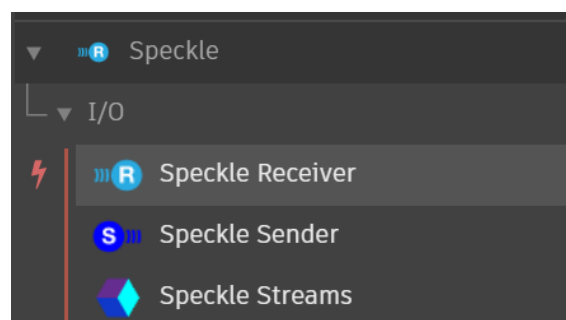 R Speckle
I/O
R Speckle Receiver
S Speckle Sender
Speckle Streams